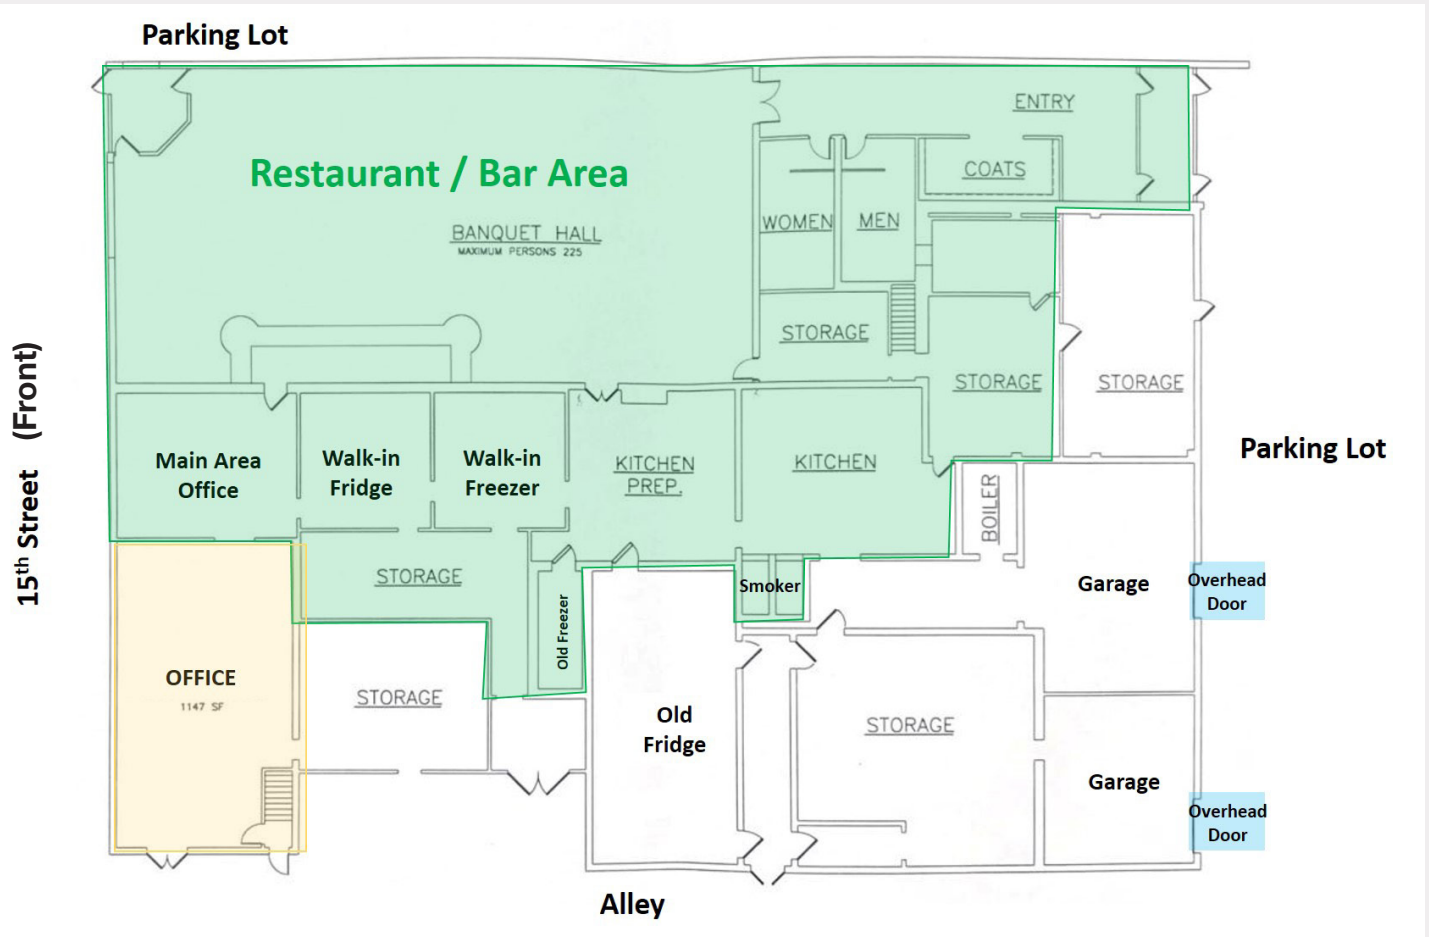 Parking Lot
ENTRY
Restaurant / Bar Area
COATS
BANQUET HALL
MAXIMUM PERSONS 225
WOMEN
MEN
STORAGE
STORAGE
STORAGE
15th Street (Front)
Main Area
Office
Walk-in
Fridge
Walk-in
Freezer
KITCHEN
PREP.
KITCHEN
Parking Lot
BOILER
STORAGE
Old Freezer
Smoker
Garage
Overhead
Door
OFFICE
1147 SF
STORAGE
Old
Fridge
STORAGE
Garage
Overhead
Door
Alley